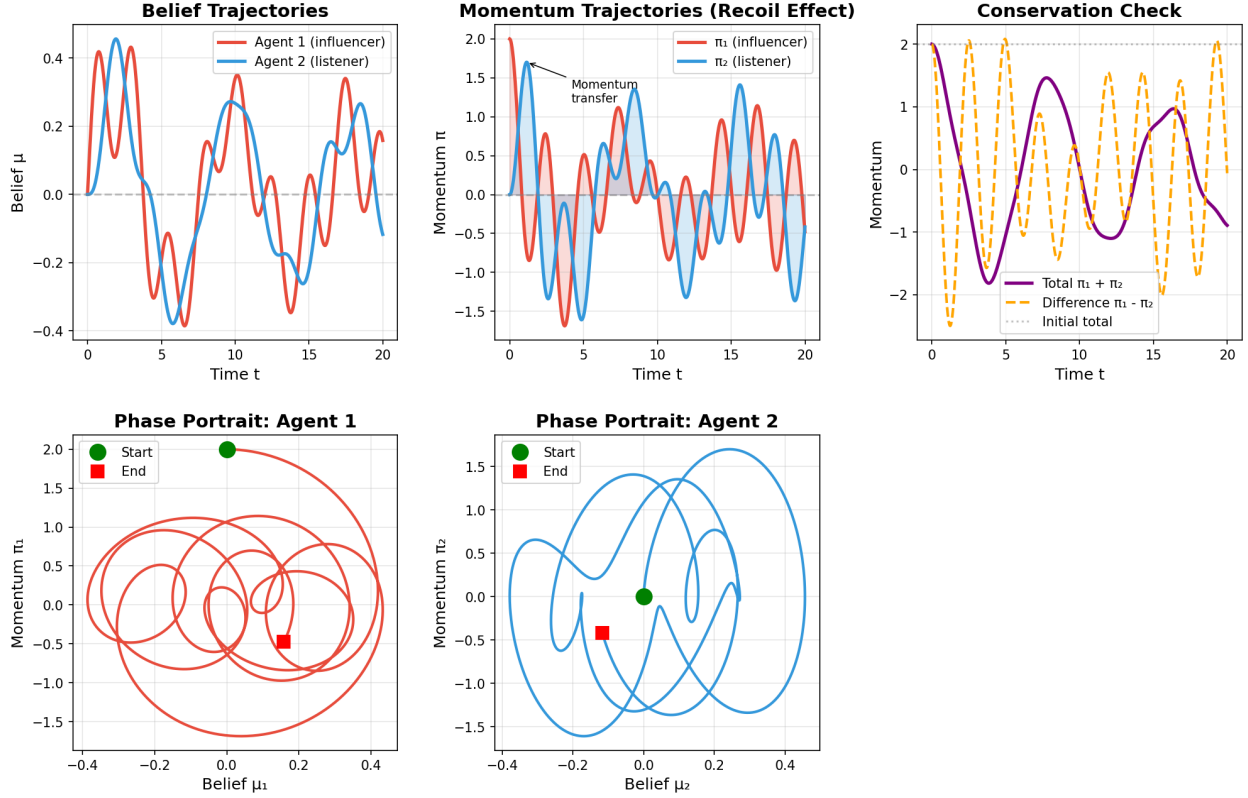 Belief Trajectories
Agent 1 (influencer)
Agent 2 (listener)
Belief μ
0.4
0.2
0.0
−0.2
−0.4
0
5
10
15
20
Time t
Momentum Trajectories (Recoil Effect)
π₁ (influencer)
π₂ (listener)
Momentum
transfer
Momentum π
2.0
1.5
1.0
0.5
0.0
−0.5
−1.0
−1.5
0
5
10
15
20
Time t
Conservation Check
Momentum
2
1
0
−1
−2
Total π₁ + π₂
Difference π₁ - π₂
Initial total
0
5
10
15
20
Time t
Phase Portrait: Agent 1
Start
End
Momentum π₁
2.0
1.5
1.0
0.5
0.0
−0.5
−1.0
−1.5
−0.4
−0.2
0.0
0.2
0.4
Belief μ₁
Phase Portrait: Agent 2
Start
End
Momentum π₂
1.5
1.0
0.5
0.0
−0.5
−1.0
−1.5
−0.4
−0.2
0.0
0.2
0.4
Belief μ₂